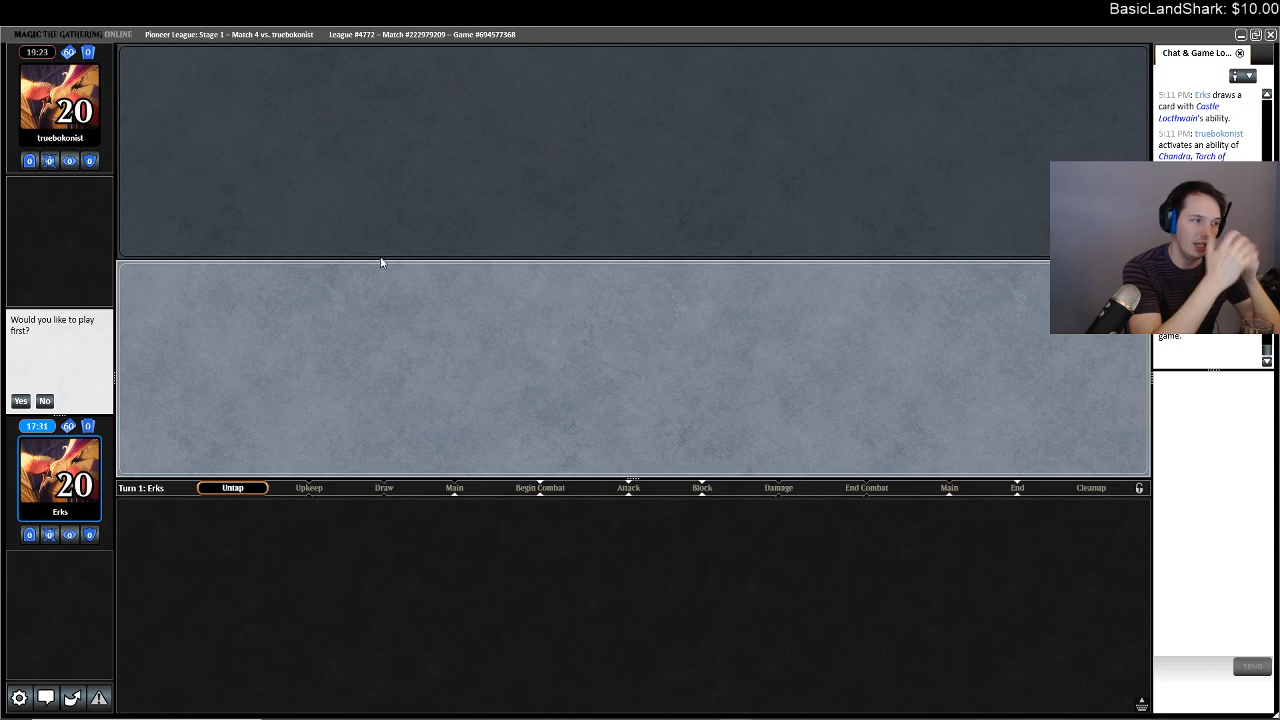 BasicLandShark: $10.00
MAGIC THE GATHERING ONLINE Pioneer League: Stage 1 – Match 4 vs. truebokonist League #4772 – Match #222979209 – Game #694577368
19:23 60 0
20
truebokonist
0 0 0 0
Chat & Game Lo...
5:11 PM: Erks draws a
card with Castle
Locthwain's ability.
5:11 PM: truebokonist
activates an ability of
Chandra, Torch of
game.
Would you like to play
first?
Yes No
17:31 60 0
20
Erks
0 0 0 0
Turn 1: Erks Untap Upkeep Draw Main Begin Combat Attack Block Damage End Combat Main End Cleanup
SEND